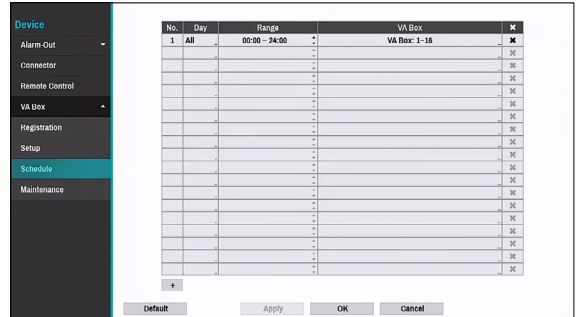 Device
Alarm-Out
Connector
Remote Control
VA Box
Registration
Setup
Schedule
Maintenance
No. Day Range VA Box ✖
1 All 00:00 ~ 24:00 VA Box: 1~16 ✖
+
Default Apply OK Cancel